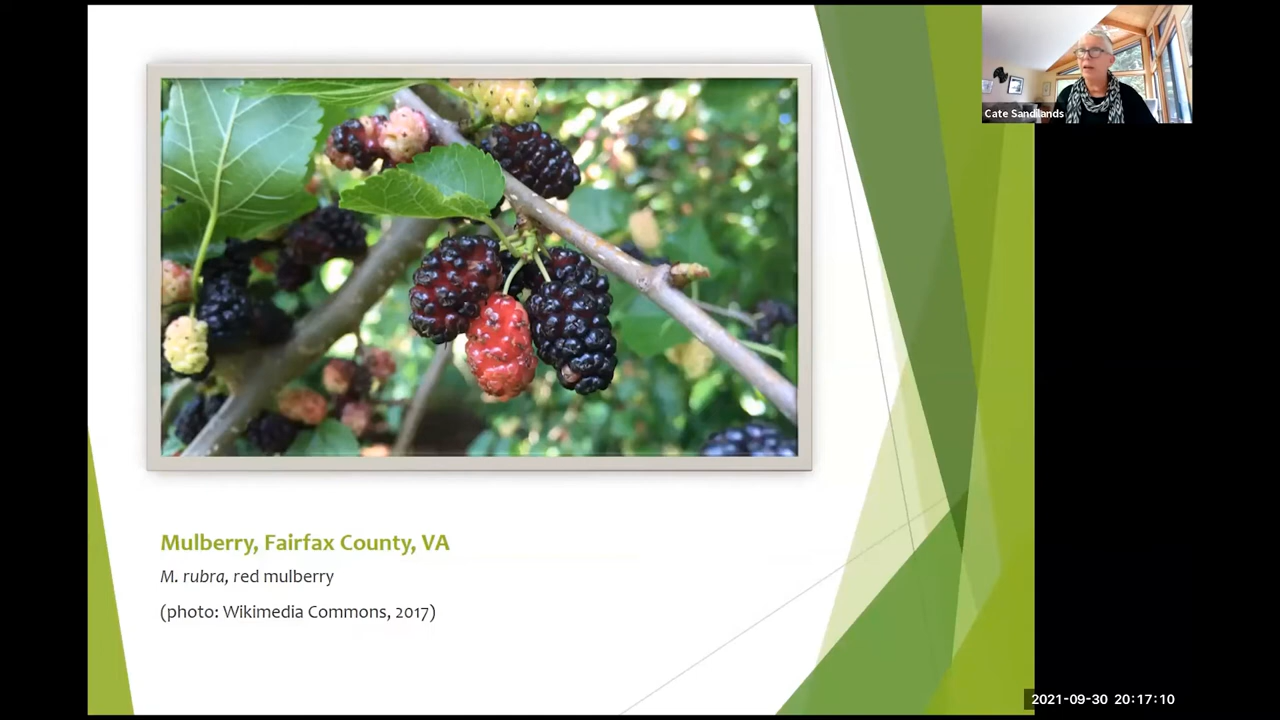 Cate Sandilands
Mulberry, Fairfax County, VA
M. rubra, red mulberry
(photo: Wikimedia Commons, 2017)
2021-09-30 20:17:10